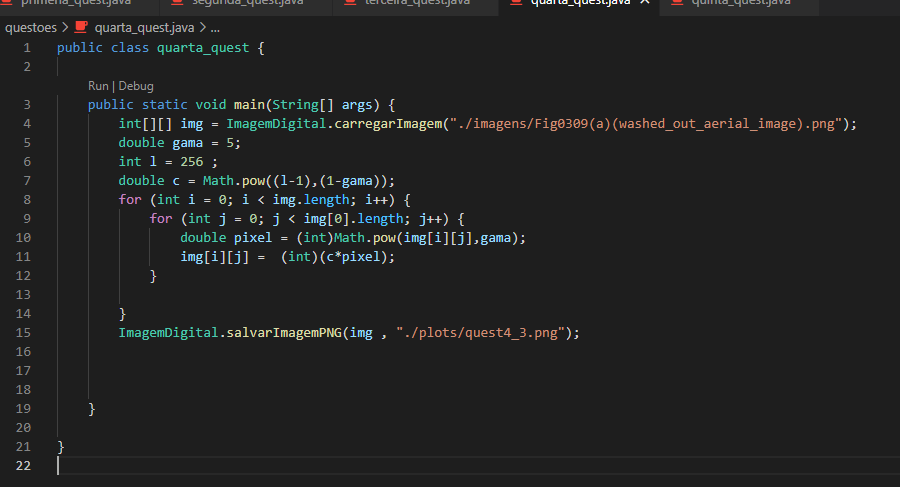 primeria_quest.java segunda_quest.java terceira_quest.java quarta_quest.java quinta_quest.java
questoes > quarta_quest.java > ...
1 public class quarta_quest {
2
Run | Debug
3 public static void main(String[] args) {
4 int[][] img = ImagemDigital.carregarImagem("./imagens/Fig0309(a)(washed_out_aerial_image).png");
5 double gama = 5;
6 int l = 256 ;
7 double c = Math.pow((l-1),(1-gama));
8 for (int i = 0; i < img.length; i++) {
9 for (int j = 0; j < img[0].length; j++) {
10 double pixel = (int)Math.pow(img[i][j],gama);
11 img[i][j] =  (int)(c*pixel);
12 }
13
14 }
15 ImagemDigital.salvarImagemPNG(img , "./plots/quest4_3.png");
16
17
18
19 }
20
21 }
22